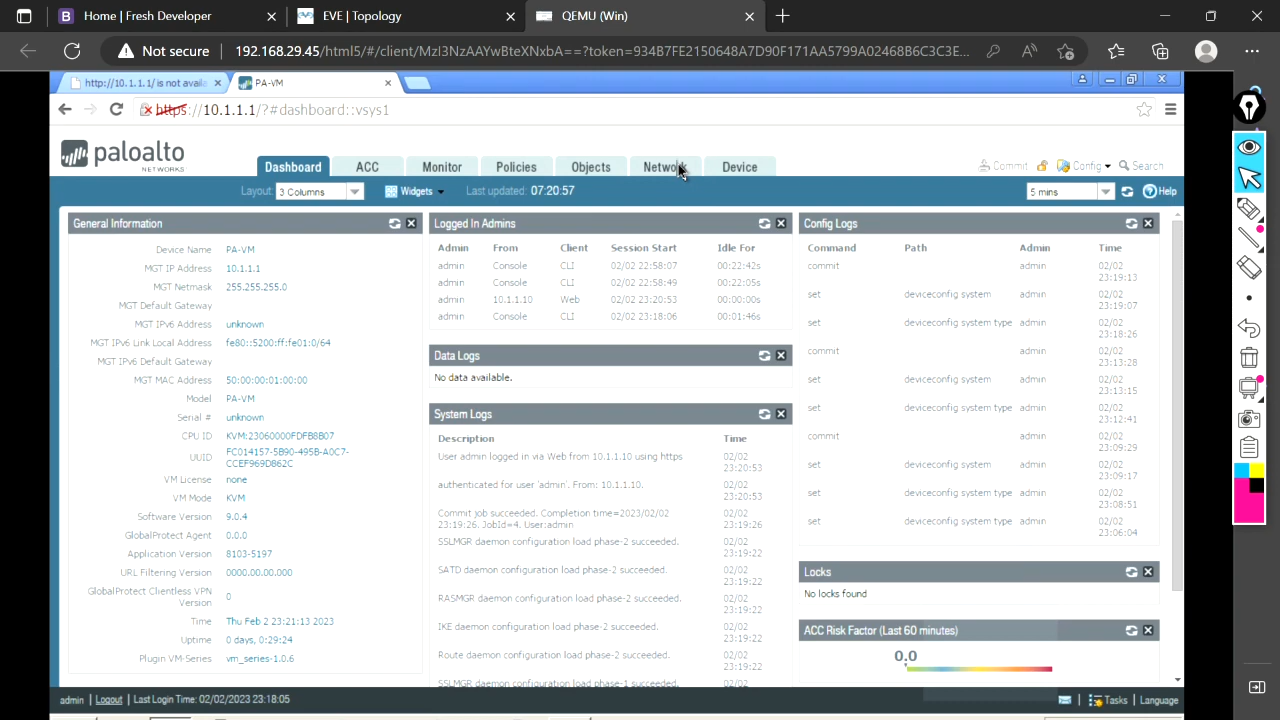 Home | Fresh Developer
EVE | Topology
QEMU (Win)
Not secure
192.168.29.45/html5/#/client/MzI3NzAAYwBteXNxbA==?token=934B7FE2150648A7D90F171AA5799A02468B6C3C3E...
http://10.1.1.1/ is not availa
PA-VM
https://10.1.1.1/?#dashboard::vsys1
paloalto
NETWORKS
Dashboard
ACC
Monitor
Policies
Objects
Network
Device
Commit
Config
Search
Layout: 3 Columns
Widgets
Last updated: 07:20:57
5 mins
Help
General Information
Device Name PA-VM
MGT IP Address 10.1.1.1
MGT Netmask 255.255.255.0
MGT Default Gateway
MGT IPv6 Address unknown
MGT IPv6 Link Local Address fe80::5200:ff:fe01:0/64
MGT IPv6 Default Gateway
MGT MAC Address 50:00:00:01:00:00
Model PA-VM
Serial # unknown
CPU ID KVM:23060000FDFB8B07
UUID FC014157-5B90-495B-A0C7-
CCEF969D862C
VM License none
VM Mode KVM
Software Version 9.0.4
GlobalProtect Agent 0.0.0
Application Version 8103-5197
URL Filtering Version 0000.00.00.000
GlobalProtect Clientless VPN
Version 0
Time Thu Feb 2 23:21:13 2023
Uptime 0 days, 0:29:24
Plugin VM-Series vm_series-1.0.6
Logged In Admins
Admin From Client Session Start Idle For
admin Console CLI 02/02 22:58:07 00:22:42s
admin Console CLI 02/02 22:58:49 00:22:05s
admin 10.1.1.10 Web 02/02 23:20:53 00:00:00s
admin Console CLI 02/02 23:18:06 00:01:46s
Data Logs
No data available.
System Logs
Description Time
User admin logged in via Web from 10.1.1.10 using https 02/02
23:20:53
authenticated for user 'admin'. From: 10.1.1.10. 02/02
23:20:53
Commit job succeeded. Completion time=2023/02/02 02/02
23:19:26. JobId=4. User:admin 23:19:26
SSLMGR daemon configuration load phase-2 succeeded. 02/02
23:19:22
SATD daemon configuration load phase-2 succeeded. 02/02
23:19:22
RASMGR daemon configuration load phase-2 succeeded. 02/02
23:19:22
IKE daemon configuration load phase-2 succeeded. 02/02
23:19:22
Route daemon configuration load phase-2 succeeded. 02/02
23:19:22
SSLMGR daemon configuration load phase-1 succeeded. 02/02
Config Logs
Command Path Admin Time
commit admin 02/02
23:19:13
set deviceconfig system admin 02/02
23:19:07
set deviceconfig system type admin 02/02
23:18:26
commit admin 02/02
23:13:28
set deviceconfig system admin 02/02
23:13:15
set deviceconfig system type admin 02/02
23:12:41
commit admin 02/02
23:09:29
set deviceconfig system admin 02/02
23:09:17
set deviceconfig system type admin 02/02
23:08:51
set deviceconfig system type admin 02/02
23:06:04
Locks
No locks found
ACC Risk Factor (Last 60 minutes)
0.0
admin | Logout | Last Login Time: 02/02/2023 23:18:05
Tasks | Language